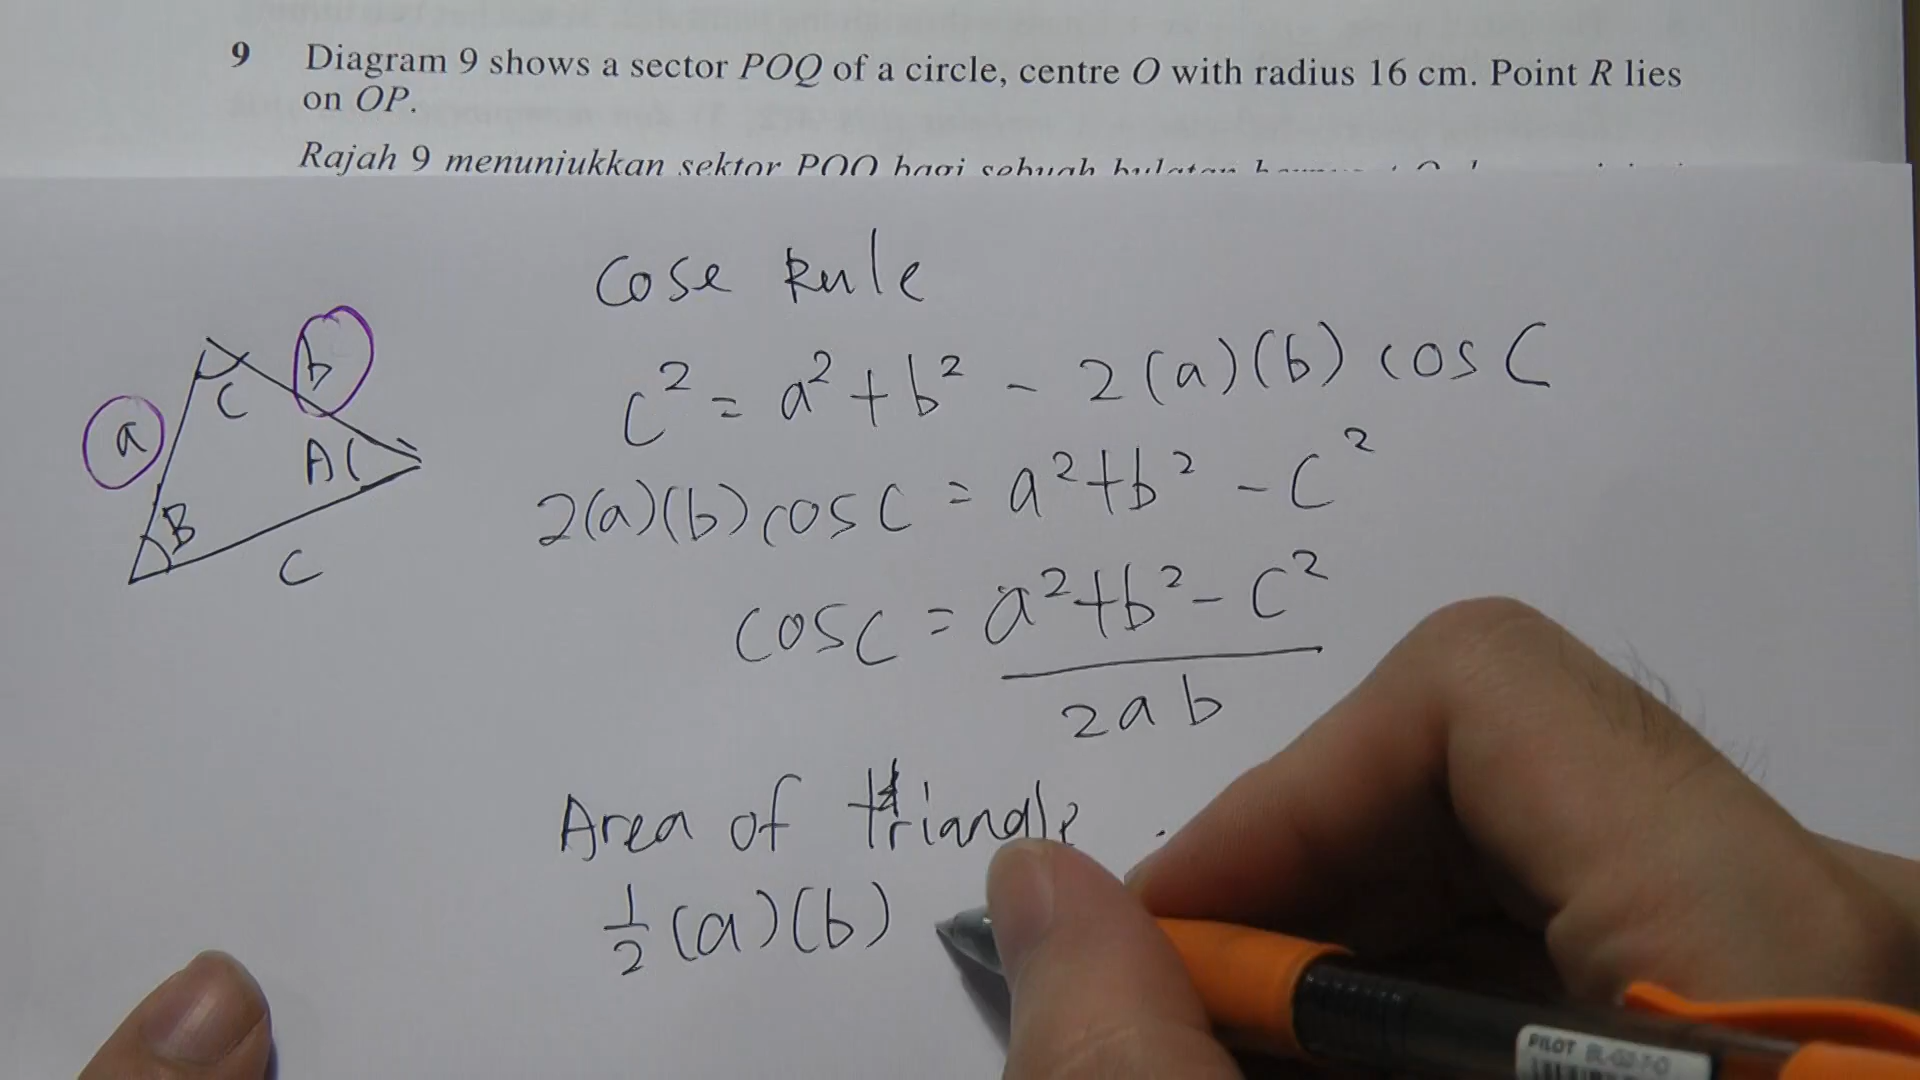 9 Diagram 9 shows a sector POQ of a circle, centre O with radius 16 cm. Point R lies
on OP.
Rajah 9 menunjukkan sektor POQ bagi sebuah bulatan
Cose Rule
c² = a² + b² - 2(a)(b) cos C
2(a)(b) cos C = a² + b² - c²
cos C = a² + b² - c²
2ab
a
b
C
A
B
C
Area of triangle
½ (a)(b)
PILOT